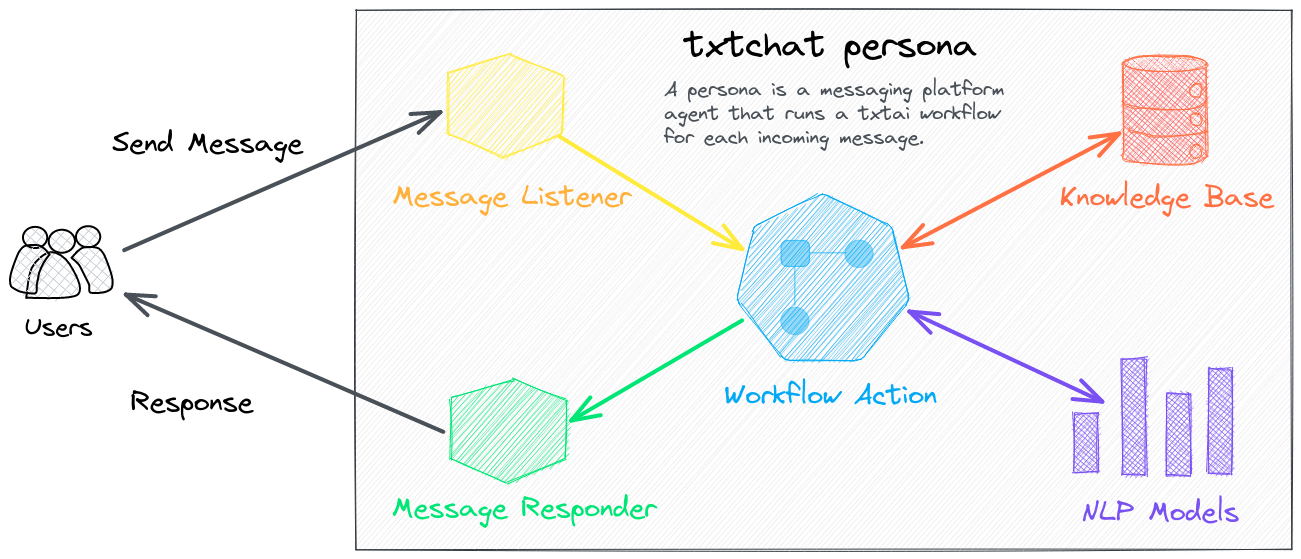 txtchat persona
A persona is a messaging platform
agent that runs a txtai workflow
for each incoming message.
Send Message
Message Listener
Knowledge Base
Users
Workflow Action
Response
Message Responder
NLP Models